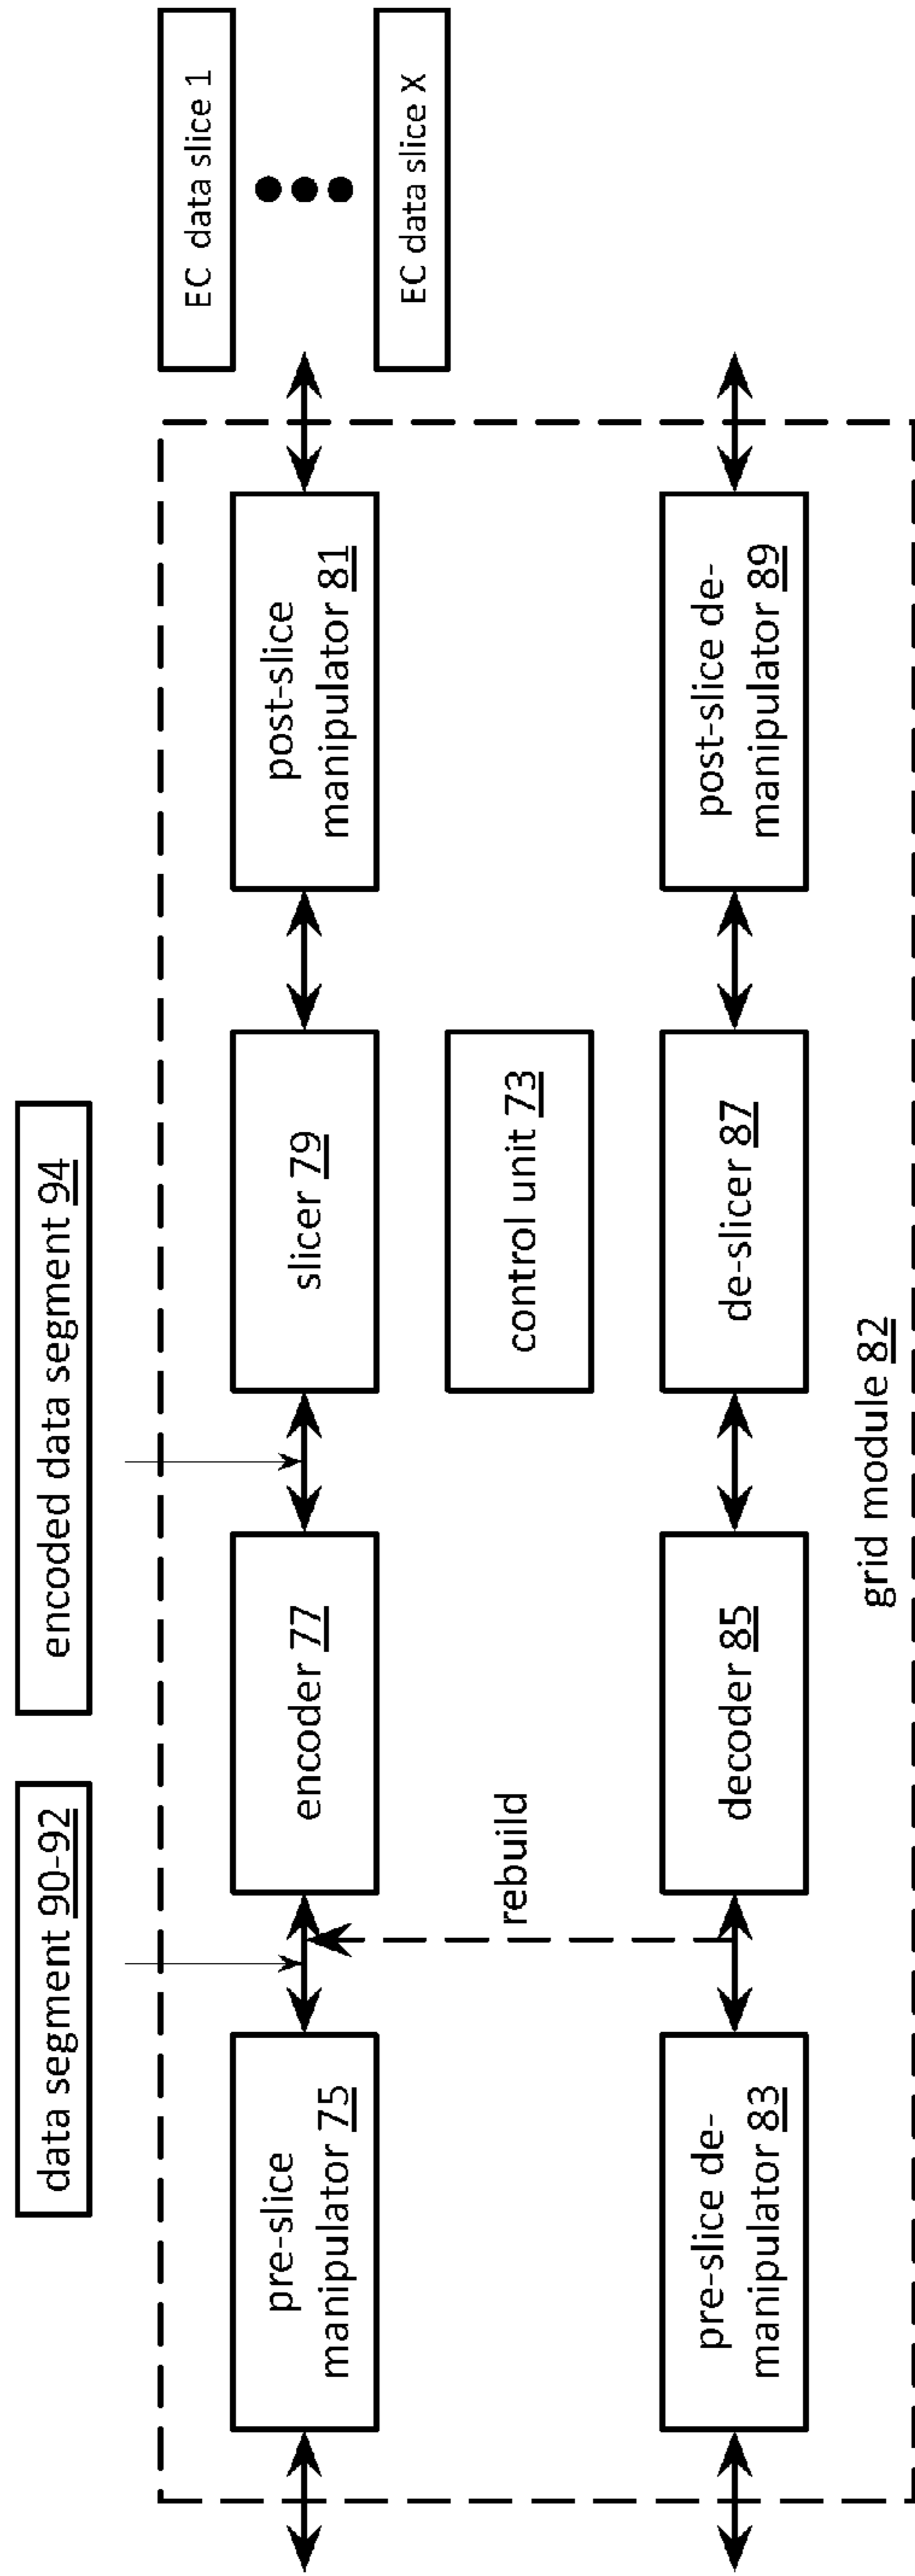 data segment 90-92
encoded data segment 94
EC data slice 1
EC data slice X
pre-slice
manipulator 75
encoder 77
slicer 79
post-slice
manipulator 81
rebuild
control unit 73
pre-slice de-
manipulator 83
decoder 85
de-slicer 87
post-slice de-
manipulator 89
grid module 82